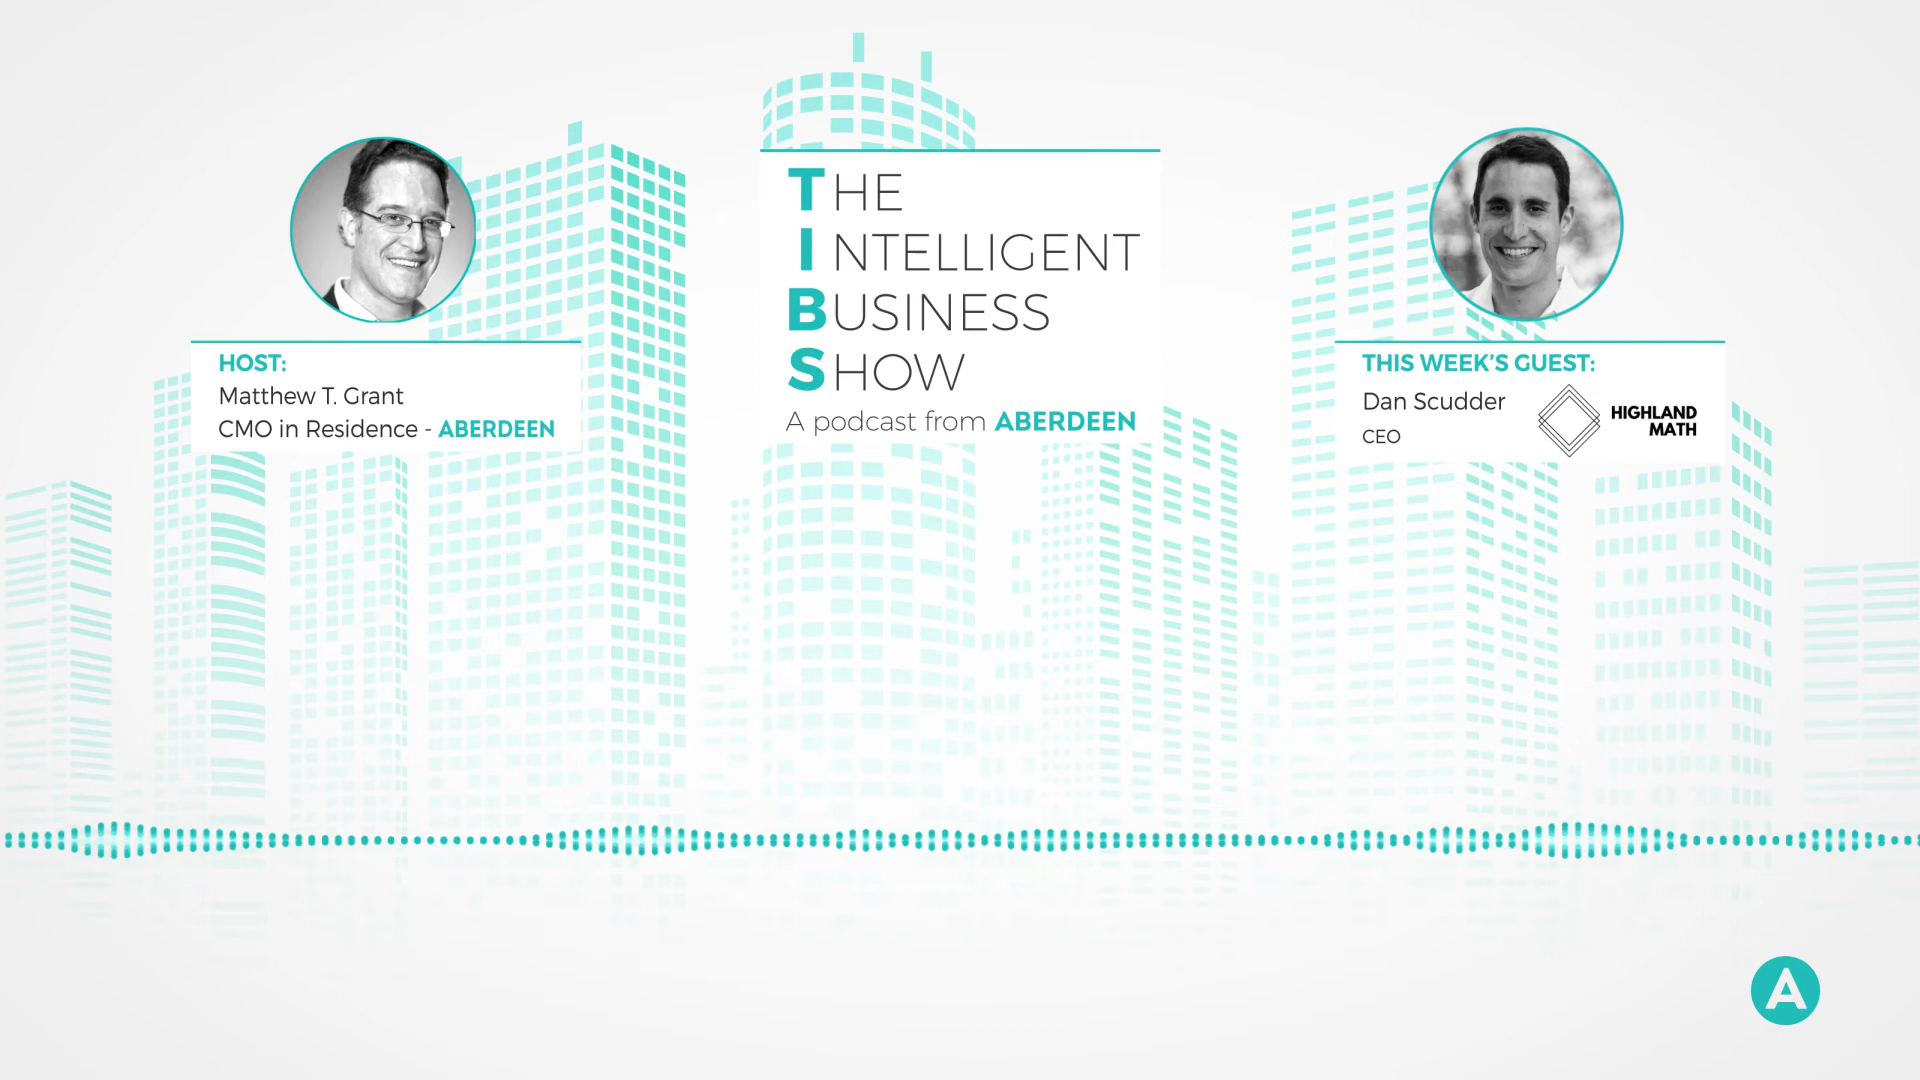 THE
INTELLIGENT
BUSINESS
SHOW
A podcast from ABERDEEN
HOST:
Matthew T. Grant
CMO in Residence - ABERDEEN
THIS WEEK'S GUEST:
Dan Scudder
CEO
HIGHLAND
MATH
A